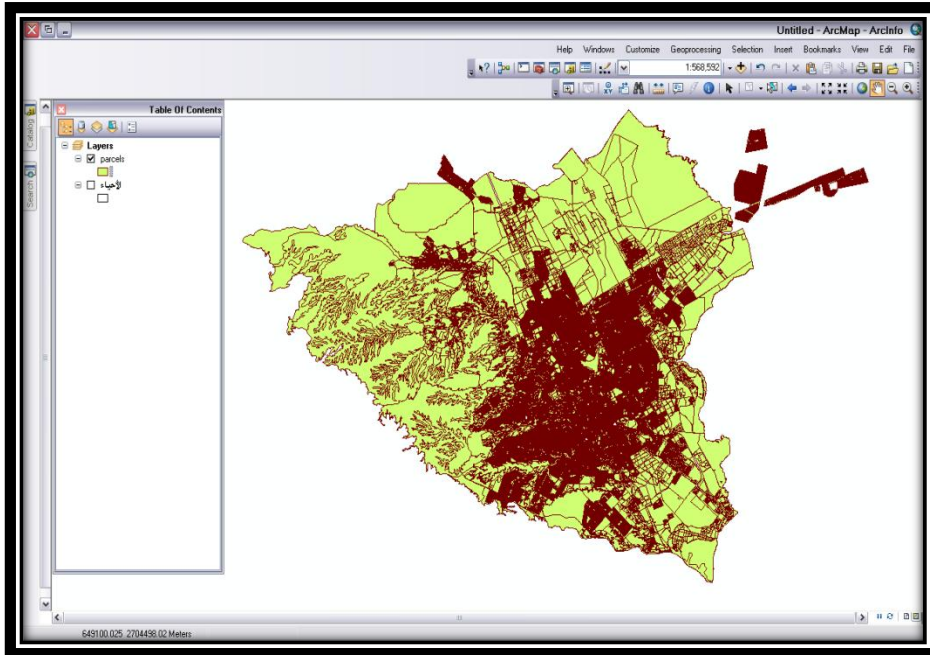 Untitled - ArcMap - ArcInfo
Help Windows Customize Geoprocessing Selection Insert Bookmarks View Edit File
1:568,592
Table Of Contents
Layers
parcels
الأحياء
Catalog
Search
649100.025 2704498.02 Meters